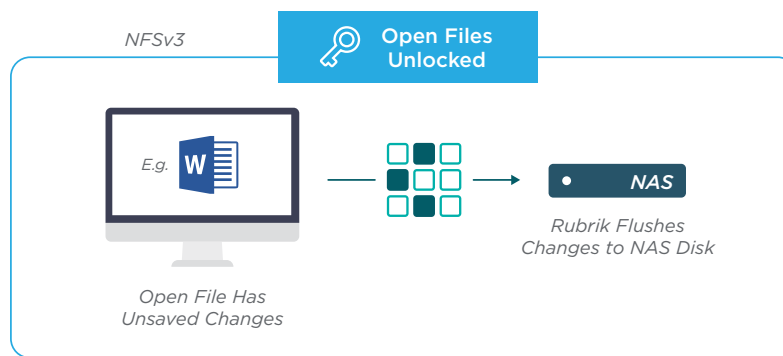 NFSv3
Open Files
Unlocked
E.g.
W
NAS
Rubrik Flushes
Changes to NAS Disk
Open File Has
Unsaved Changes